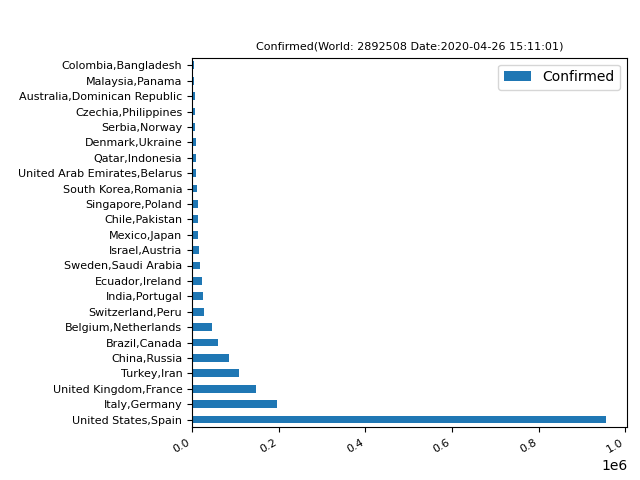 Confirmed(World: 2892508 Date:2020-04-26 15:11:01)
Confirmed
Colombia,Bangladesh
Malaysia,Panama
Australia,Dominican Republic
Czechia,Philippines
Serbia,Norway
Denmark,Ukraine
Qatar,Indonesia
United Arab Emirates,Belarus
South Korea,Romania
Singapore,Poland
Chile,Pakistan
Mexico,Japan
Israel,Austria
Sweden,Saudi Arabia
Ecuador,Ireland
India,Portugal
Switzerland,Peru
Belgium,Netherlands
Brazil,Canada
China,Russia
Turkey,Iran
United Kingdom,France
Italy,Germany
United States,Spain
0.0 0.2 0.4 0.6 0.8 1.0
1e6